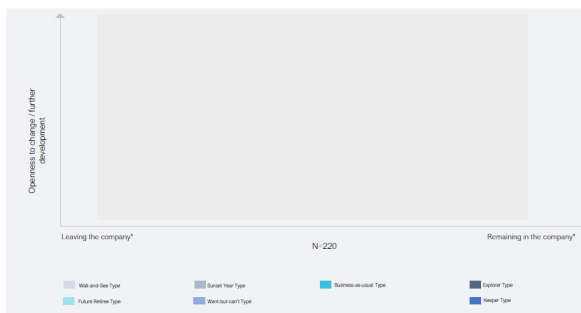 Openness to change / further
development
Leaving the company*
Remaining in the company*
N=220
Wait-and-See Type
Sunset Year Type
Business-as-usual Type
Explorer Type
Future Retiree Type
Want-but-can't Type
Keeper Type